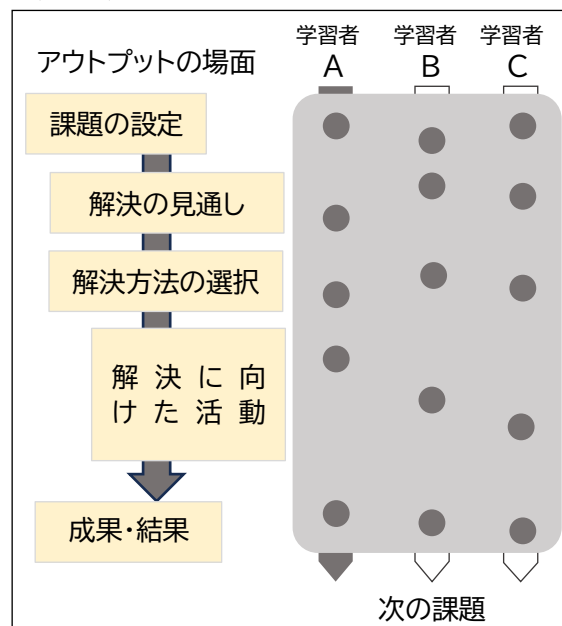 アウトプットの場面
学習者 学習者 学習者
A B C
課題の設定
解決の見通し
解決方法の選択
解決に向
けた活動
成果・結果
次の課題